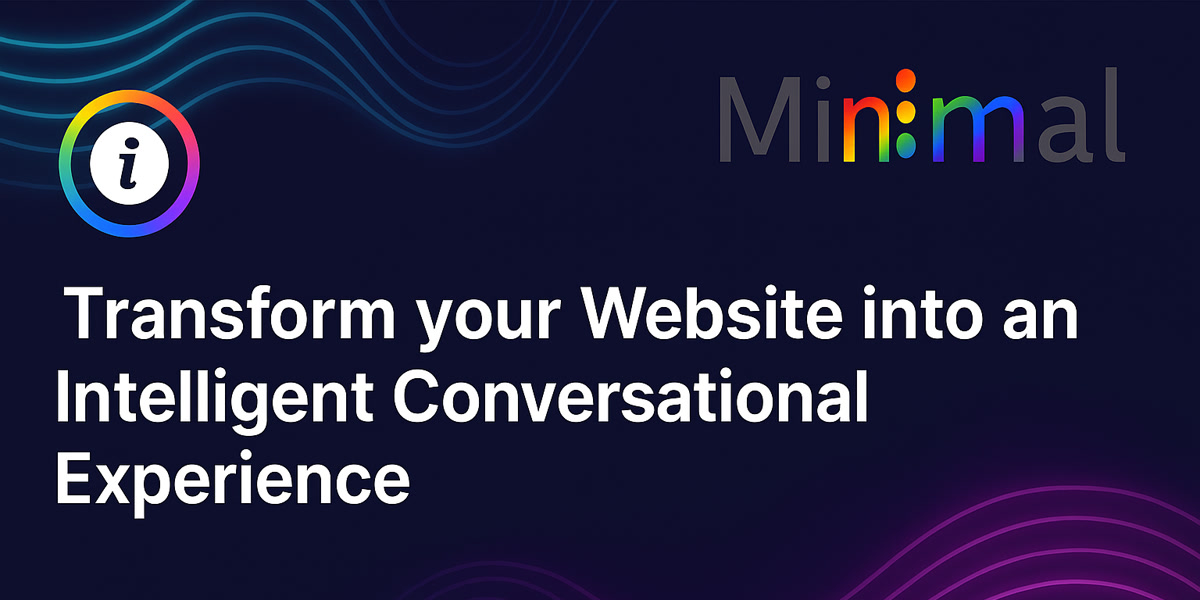 i
Minimal
Transform your Website into an
Intelligent Conversational
Experience